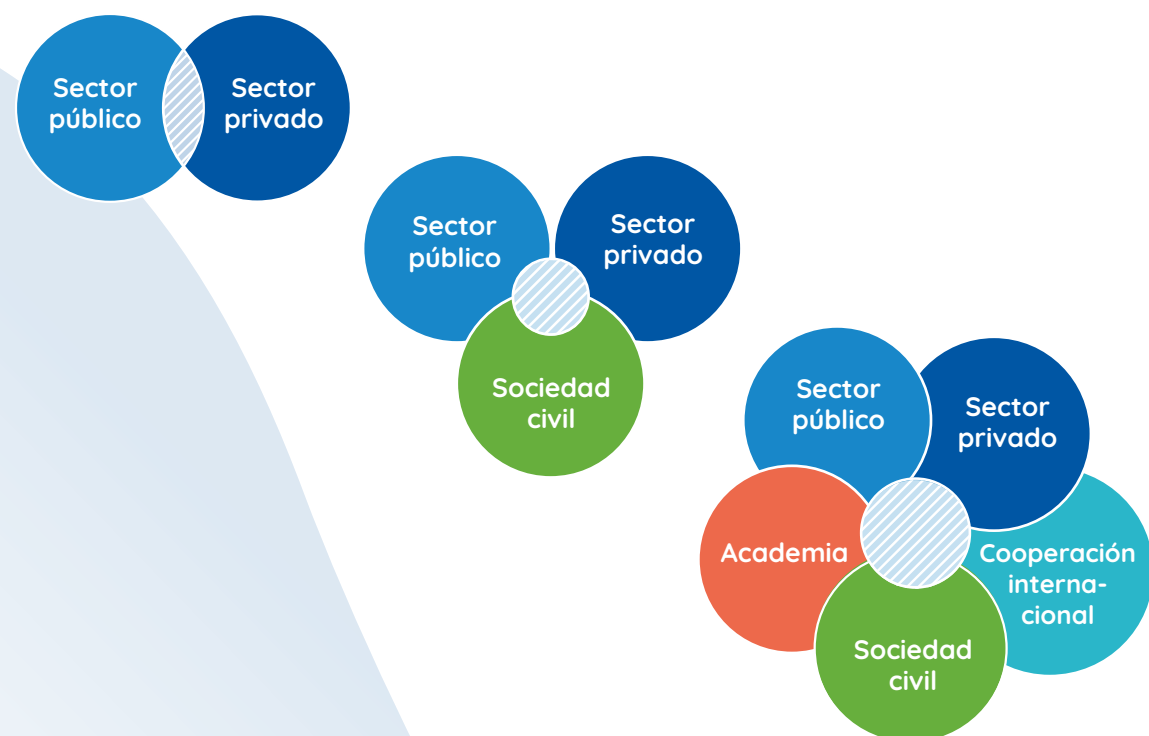 Sector
público
Sector
privado
Sector
público
Sector
privado
Sociedad
civil
Sector
público
Sector
privado
Academia
Cooperación
interna-
cional
Sociedad
civil